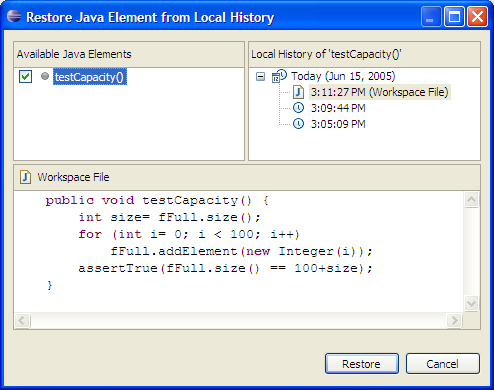 Restore Java Element from Local History
Available Java Elements
testCapacity()
Local History of 'testCapacity()'
Today (Jun 15, 2005)
3:11:27 PM (Workspace File)
3:09:44 PM
3:05:09 PM
Workspace File
public void testCapacity() {
int size= fFull.size();
for (int i= 0; i < 100; i++)
fFull.addElement(new Integer(i));
assertTrue(fFull.size() == 100+size);
}
Restore Cancel